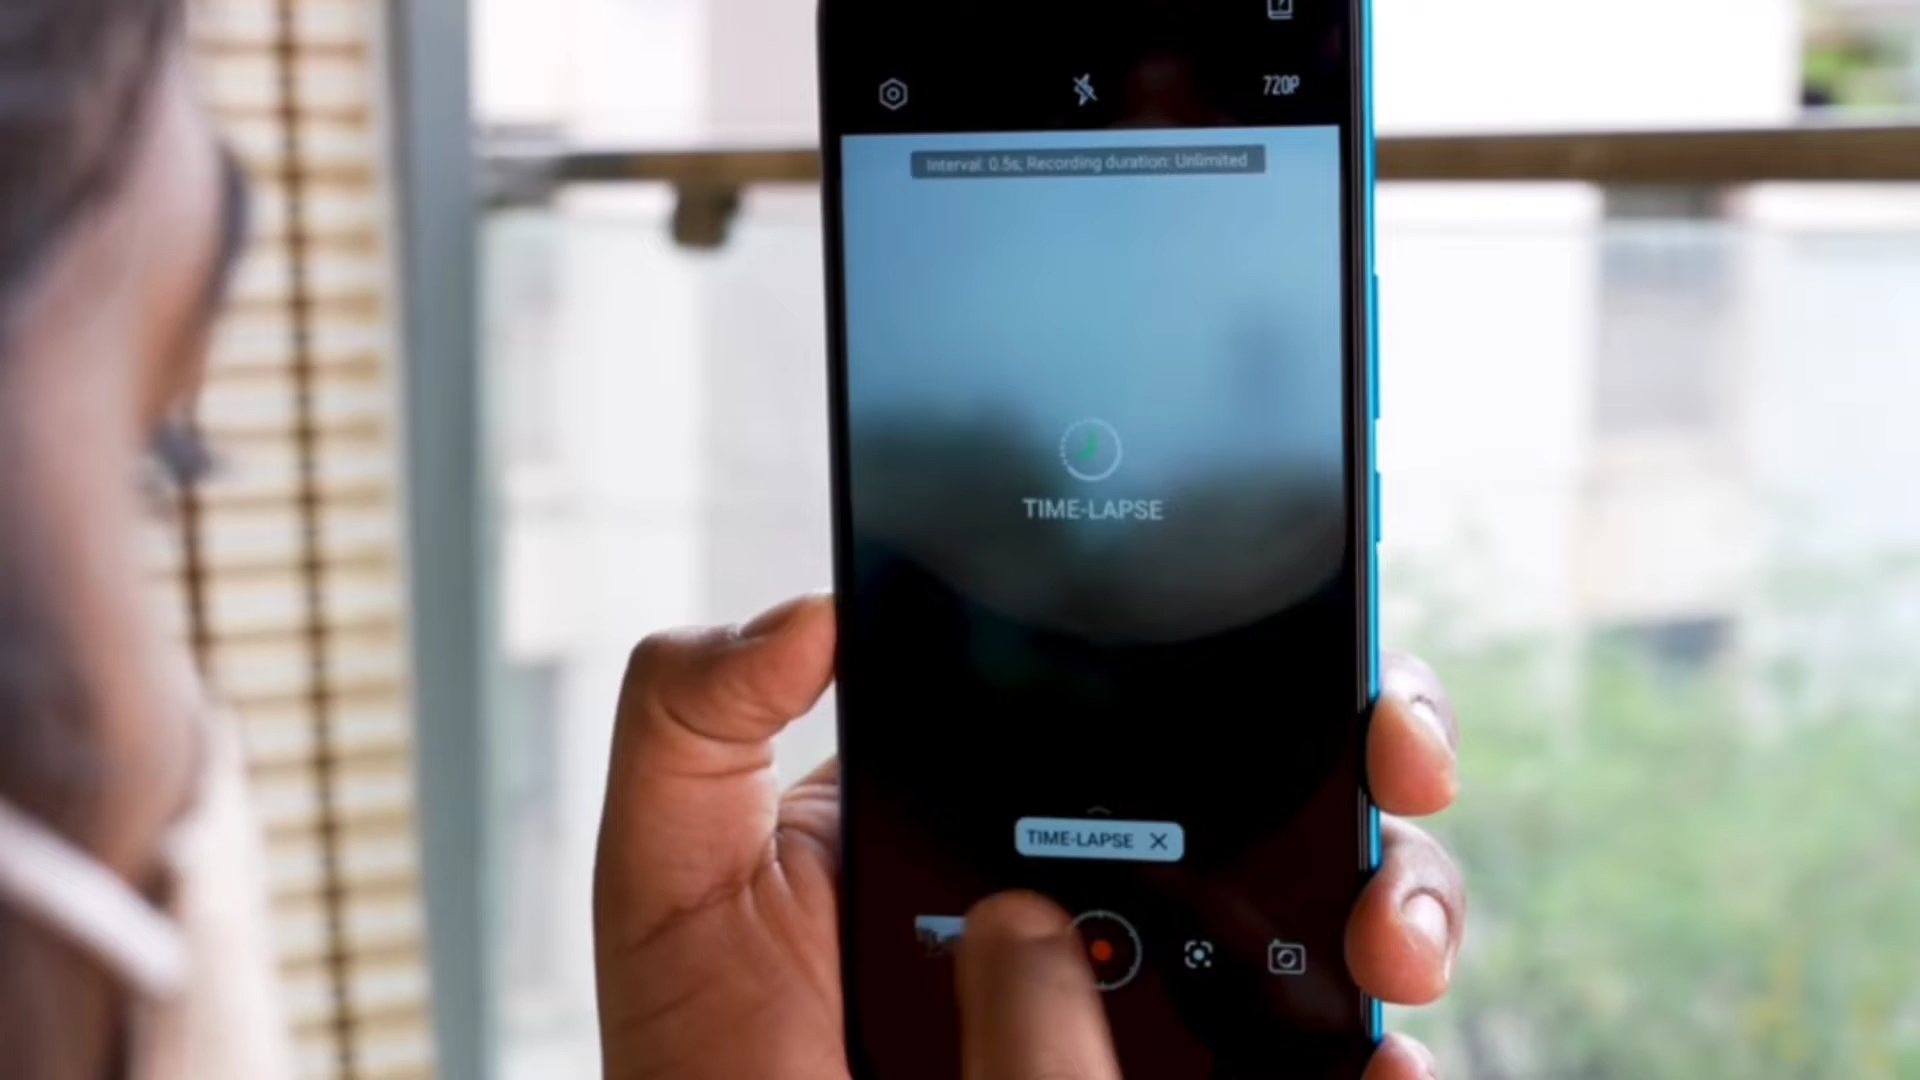 720P
Interval: 0.5s; Recording duration: Unlimited
TIME-LAPSE
TIME-LAPSE